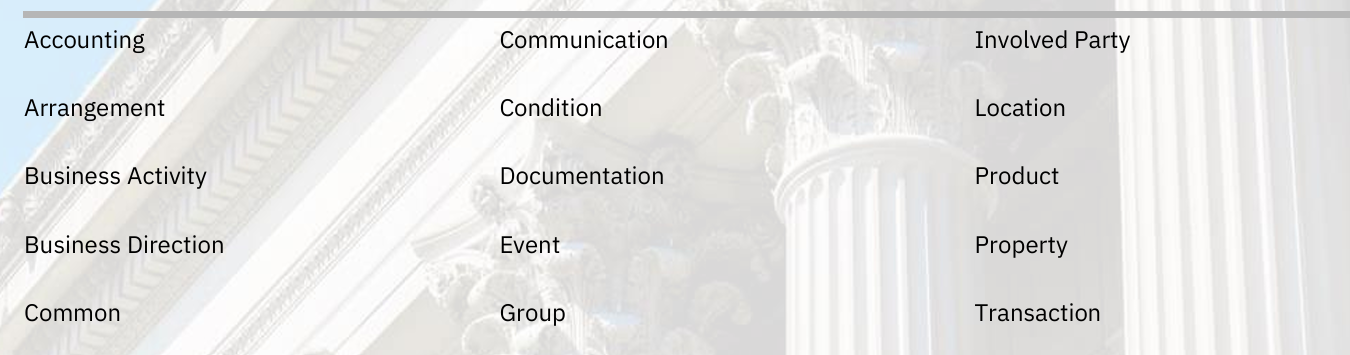 Accounting
Arrangement
Business Activity
Business Direction
Common
Communication
Condition
Documentation
Event
Group
Involved Party
Location
Product
Property
Transaction